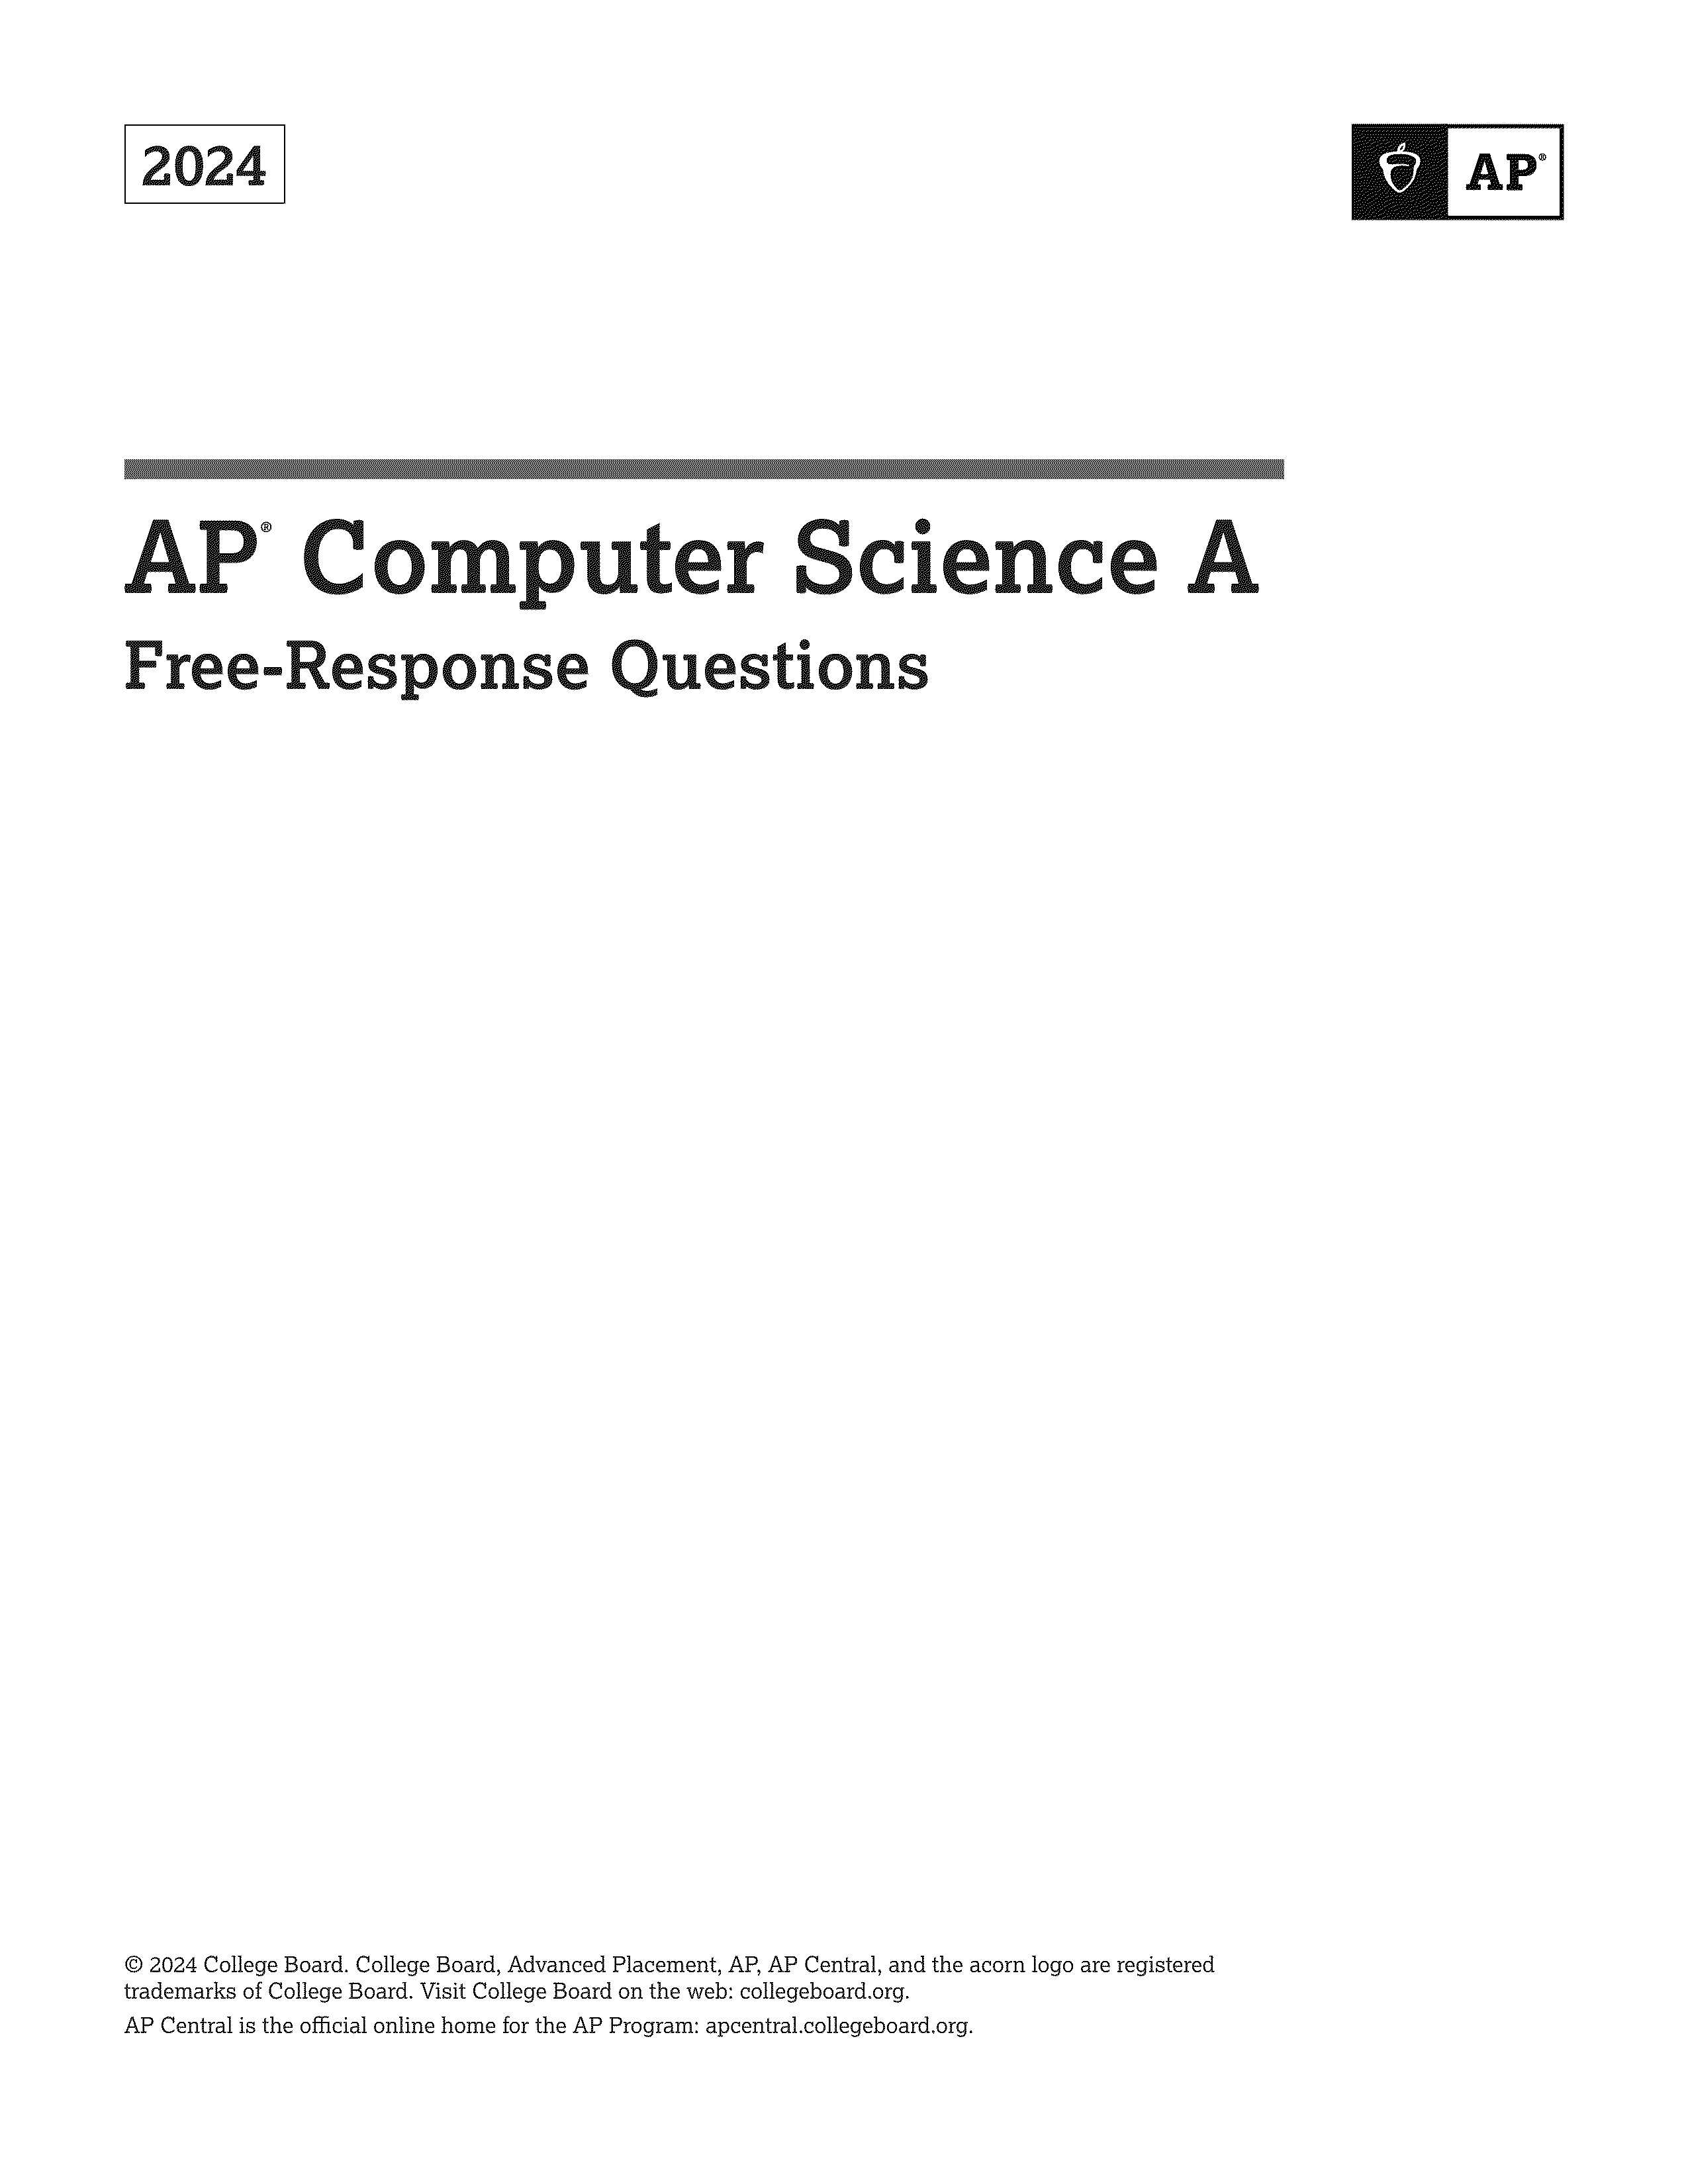 2024
AP®
AP® Computer Science A
Free-Response Questions
© 2024 College Board. College Board, Advanced Placement, AP, AP Central, and the acorn logo are registered
trademarks of College Board. Visit College Board on the web: collegeboard.org.
AP Central is the official online home for the AP Program: apcentral.collegeboard.org.